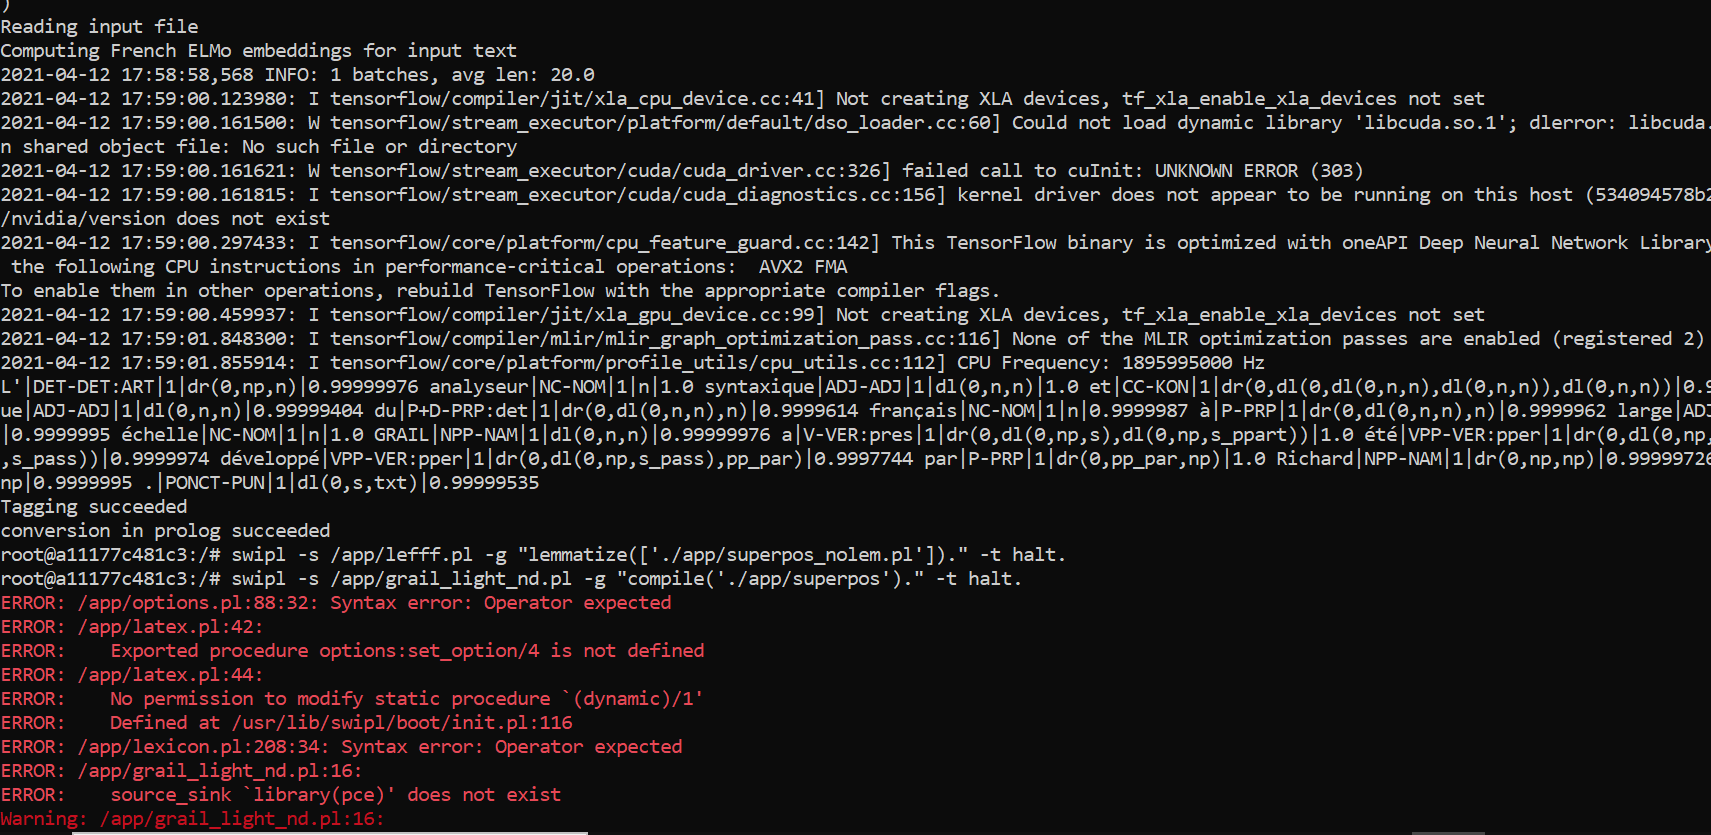 )
Reading input file
Computing French ELMo embeddings for input text
2021-04-12 17:58:58,568 INFO: 1 batches, avg len: 20.0
2021-04-12 17:59:00.123980: I tensorflow/compiler/jit/xla_cpu_device.cc:41] Not creating XLA devices, tf_xla_enable_xla_devices not set
2021-04-12 17:59:00.161500: W tensorflow/stream_executor/platform/default/dso_loader.cc:60] Could not load dynamic library 'libcuda.so.1'; dlerror: libcuda.
n shared object file: No such file or directory
2021-04-12 17:59:00.161621: W tensorflow/stream_executor/cuda/cuda_driver.cc:326] failed call to cuInit: UNKNOWN ERROR (303)
2021-04-12 17:59:00.161815: I tensorflow/stream_executor/cuda/cuda_diagnostics.cc:156] kernel driver does not appear to be running on this host (534094578b2
/nvidia/version does not exist
2021-04-12 17:59:00.297433: I tensorflow/core/platform/cpu_feature_guard.cc:142] This TensorFlow binary is optimized with oneAPI Deep Neural Network Library
 the following CPU instructions in performance-critical operations:  AVX2 FMA
To enable them in other operations, rebuild TensorFlow with the appropriate compiler flags.
2021-04-12 17:59:00.459937: I tensorflow/compiler/jit/xla_gpu_device.cc:99] Not creating XLA devices, tf_xla_enable_xla_devices not set
2021-04-12 17:59:01.848300: I tensorflow/compiler/mlir/mlir_graph_optimization_pass.cc:116] None of the MLIR optimization passes are enabled (registered 2)
2021-04-12 17:59:01.855914: I tensorflow/core/platform/profile_utils/cpu_utils.cc:112] CPU Frequency: 1895995000 Hz
L'|DET-DET:ART|1|dr(0,np,n)|0.99999976 analyseur|NC-NOM|1|n|1.0 syntaxique|ADJ-ADJ|1|dl(0,n,n)|1.0 et|CC-KON|1|dr(0,dl(0,dl(0,n,n),dl(0,n,n)),dl(0,n,n))|0.9
ue|ADJ-ADJ|1|dl(0,n,n)|0.99999404 du|P+D-PRP:det|1|dr(0,dl(0,n,n),n)|0.9999614 français|NC-NOM|1|n|0.9999987 à|P-PRP|1|dr(0,dl(0,n,n),n)|0.9999962 large|ADJ
|0.9999995 échelle|NC-NOM|1|n|1.0 GRAIL|NPP-NAM|1|dl(0,n,n)|0.99999976 a|V-VER:pres|1|dr(0,dl(0,np,s),dl(0,np,s_ppart))|1.0 été|VPP-VER:pper|1|dr(0,dl(0,np,
,s_pass))|0.9999974 développé|VPP-VER:pper|1|dr(0,dl(0,np,s_pass),pp_par)|0.9997744 par|P-PRP|1|dr(0,pp_par,np)|1.0 Richard|NPP-NAM|1|dr(0,np,np)|0.99999726
np|0.9999995 .|PONCT-PUN|1|dl(0,s,txt)|0.99999535
Tagging succeeded
conversion in prolog succeeded
root@a11177c481c3:/# swipl -s /app/lefff.pl -g "lemmatize(['./app/superpos_nolem.pl'])." -t halt.
root@a11177c481c3:/# swipl -s /app/grail_light_nd.pl -g "compile('./app/superpos')." -t halt.
ERROR: /app/options.pl:88:32: Syntax error: Operator expected
ERROR: /app/latex.pl:42:
ERROR:    Exported procedure options:set_option/4 is not defined
ERROR: /app/latex.pl:44:
ERROR:    No permission to modify static procedure `(dynamic)/1'
ERROR:    Defined at /usr/lib/swipl/boot/init.pl:116
ERROR: /app/lexicon.pl:208:34: Syntax error: Operator expected
ERROR: /app/grail_light_nd.pl:16:
ERROR:    source_sink `library(pce)' does not exist
Warning: /app/grail_light_nd.pl:16: